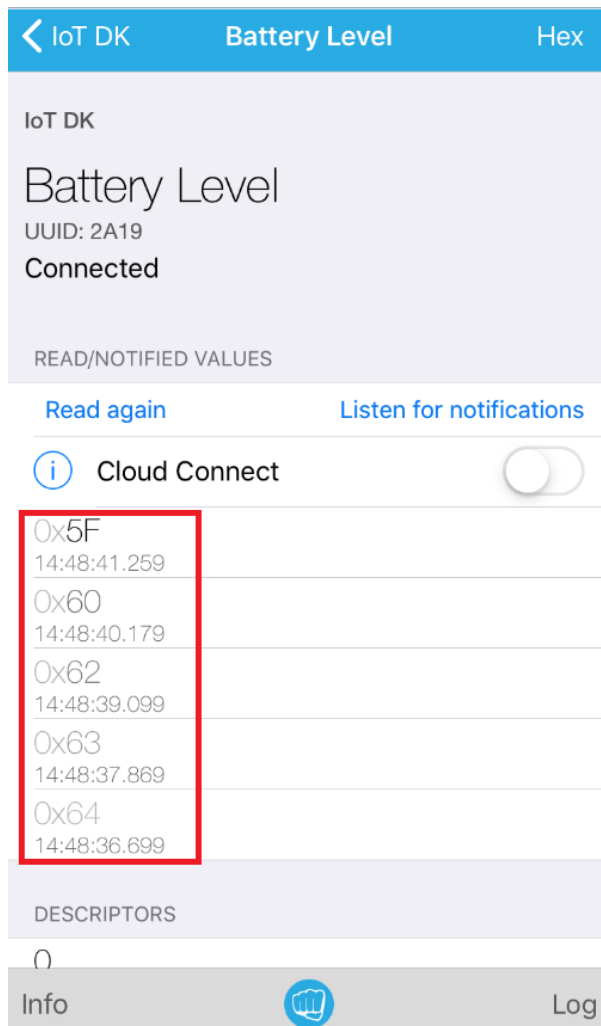 IoT DK
Battery Level
Hex
IoT DK
Battery Level
UUID: 2A19
Connected
READ/NOTIFIED VALUES
Read again
Listen for notifications
Cloud Connect
0x5F
14:48:41.259
0x60
14:48:40.179
0x62
14:48:39.099
0x63
14:48:37.869
0x64
14:48:36.699
DESCRIPTORS
0
Info
Log